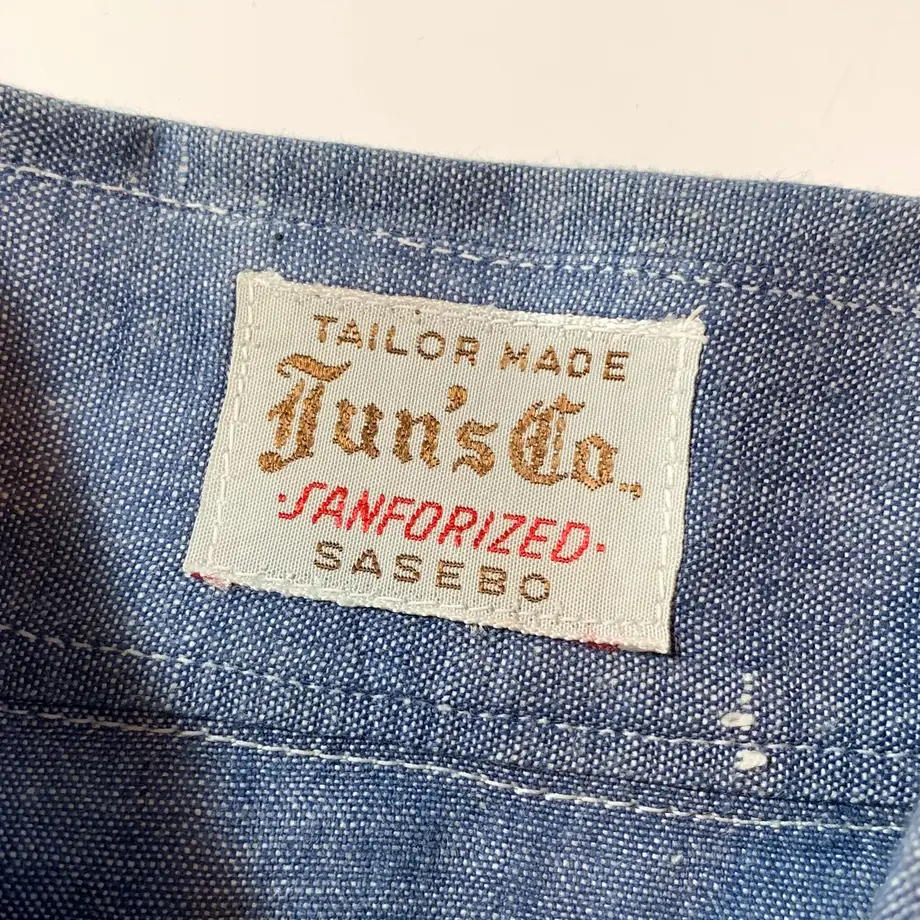 TAILOR MADE
Jun's Co.,
·SANFORIZED·
SASEBO